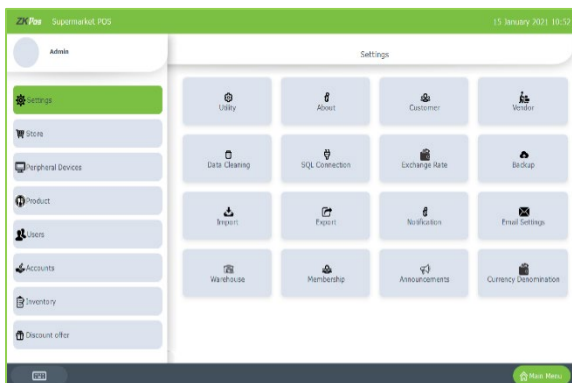 ZKPos Supermarket POS
15 January 2021 10:52
Admin
Settings
Settings
Store
Perpheral Devices
Product
Users
Accounts
Inventory
Discount offer
Utility
About
Customer
Vendor
Data Cleaning
SQL Connection
Exchange Rate
Backup
Import
Export
Notification
Email Settings
Warehouse
Membership
Announcements
Currency Denomination
Main Menu